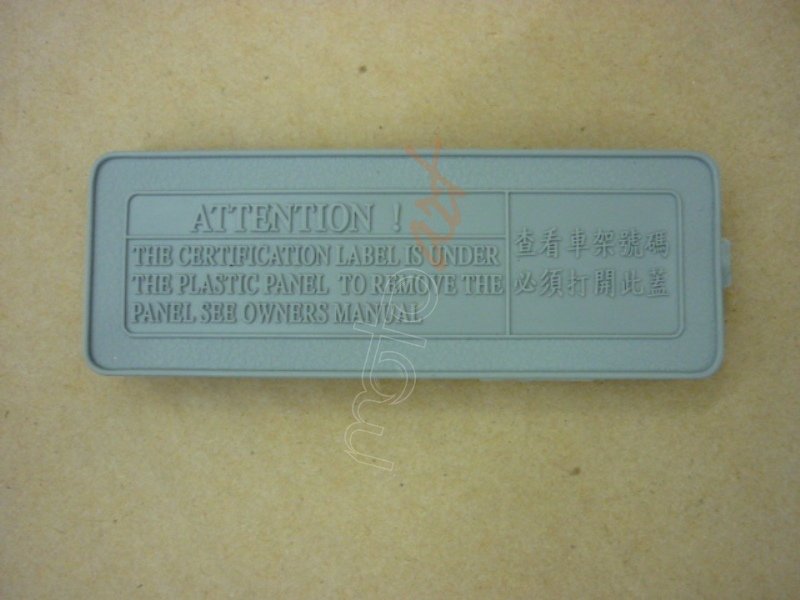 ATTENTION !
THE CERTIFICATION LABEL IS UNDER
THE PLASTIC PANEL TO REMOVE THE
PANEL SEE OWNERS MANUAL
查看車架號碼
必須打開此蓋
motoart